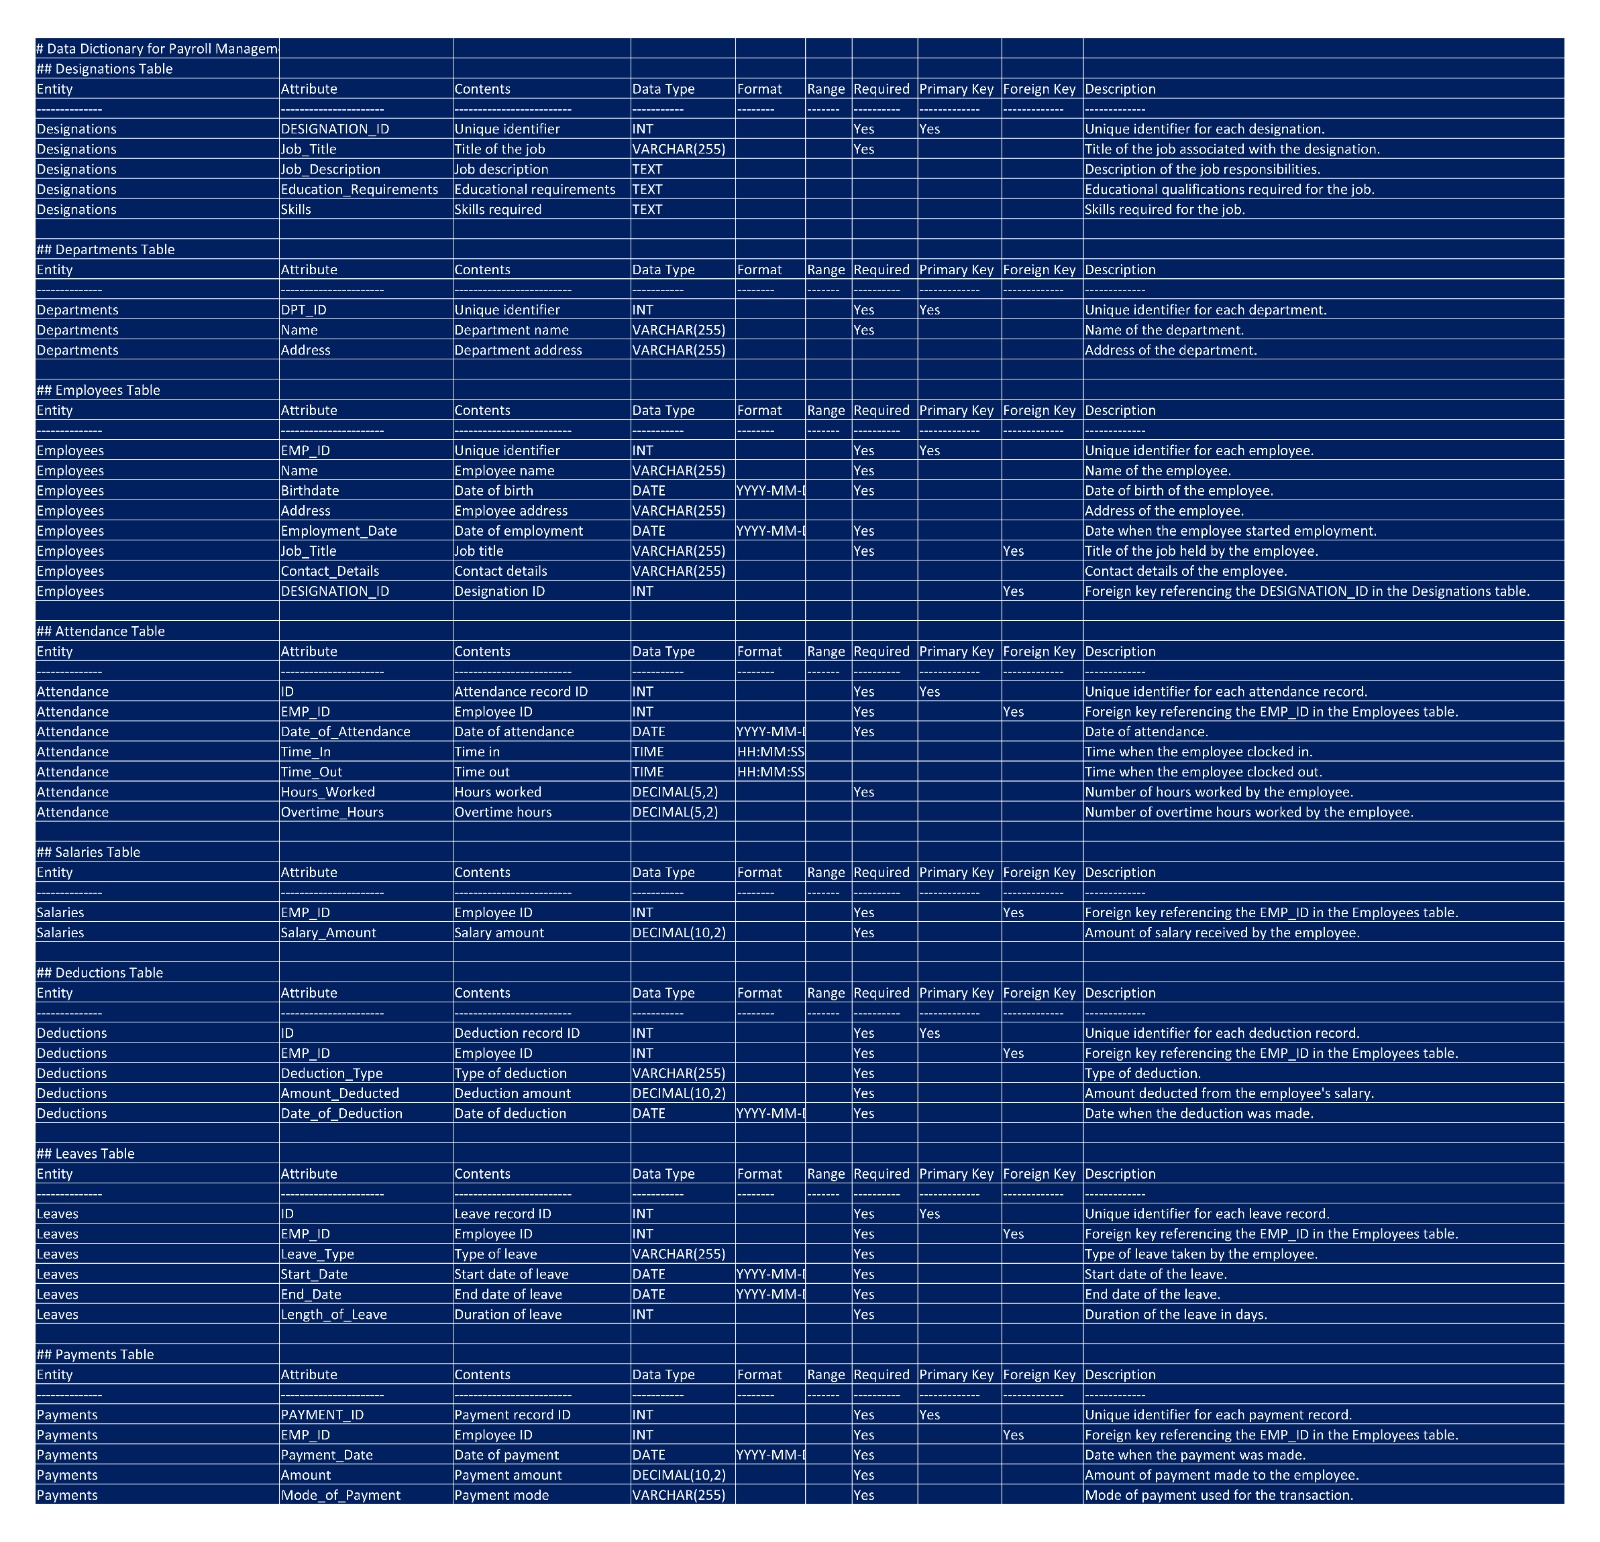 # Data Dictionary for Payroll Managem
## Designations Table
Entity Attribute Contents Data Type Format Range Required Primary Key Foreign Key Description
-------------- ---------------------- ------------------------- ----------- -------- ------- ---------- ------------- ------------- -------------
Designations DESIGNATION_ID Unique identifier INT Yes Yes Unique identifier for each designation.
Designations Job_Title Title of the job VARCHAR(255) Yes Title of the job associated with the designation.
Designations Job_Description Job description TEXT Description of the job responsibilities.
Designations Education_Requirements Educational requirements TEXT Educational qualifications required for the job.
Designations Skills Skills required TEXT Skills required for the job.
## Departments Table
Entity Attribute Contents Data Type Format Range Required Primary Key Foreign Key Description
-------------- ---------------------- ------------------------- ----------- -------- ------- ---------- ------------- ------------- -------------
Departments DPT_ID Unique identifier INT Yes Yes Unique identifier for each department.
Departments Name Department name VARCHAR(255) Yes Name of the department.
Departments Address Department address VARCHAR(255) Address of the department.
## Employees Table
Entity Attribute Contents Data Type Format Range Required Primary Key Foreign Key Description
-------------- ---------------------- ------------------------- ----------- -------- ------- ---------- ------------- ------------- -------------
Employees EMP_ID Unique identifier INT Yes Yes Unique identifier for each employee.
Employees Name Employee name VARCHAR(255) Yes Name of the employee.
Employees Birthdate Date of birth DATE YYYY-MM-D Yes Date of birth of the employee.
Employees Address Employee address VARCHAR(255) Address of the employee.
Employees Employment_Date Date of employment DATE YYYY-MM-D Yes Date when the employee started employment.
Employees Job_Title Job title VARCHAR(255) Yes Yes Title of the job held by the employee.
Employees Contact_Details Contact details VARCHAR(255) Contact details of the employee.
Employees DESIGNATION_ID Designation ID INT Yes Foreign key referencing the DESIGNATION_ID in the Designations table.
## Attendance Table
Entity Attribute Contents Data Type Format Range Required Primary Key Foreign Key Description
-------------- ---------------------- ------------------------- ----------- -------- ------- ---------- ------------- ------------- -------------
Attendance ID Attendance record ID INT Yes Yes Unique identifier for each attendance record.
Attendance EMP_ID Employee ID INT Yes Yes Foreign key referencing the EMP_ID in the Employees table.
Attendance Date_of_Attendance Date of attendance DATE YYYY-MM-D Yes Date of attendance.
Attendance Time_In Time in TIME HH:MM:SS Time when the employee clocked in.
Attendance Time_Out Time out TIME HH:MM:SS Time when the employee clocked out.
Attendance Hours_Worked Hours worked DECIMAL(5,2) Yes Number of hours worked by the employee.
Attendance Overtime_Hours Overtime hours DECIMAL(5,2) Number of overtime hours worked by the employee.
## Salaries Table
Entity Attribute Contents Data Type Format Range Required Primary Key Foreign Key Description
-------------- ---------------------- ------------------------- ----------- -------- ------- ---------- ------------- ------------- -------------
Salaries EMP_ID Employee ID INT Yes Yes Foreign key referencing the EMP_ID in the Employees table.
Salaries Salary_Amount Salary amount DECIMAL(10,2) Yes Amount of salary received by the employee.
## Deductions Table
Entity Attribute Contents Data Type Format Range Required Primary Key Foreign Key Description
-------------- ---------------------- ------------------------- ----------- -------- ------- ---------- ------------- ------------- -------------
Deductions ID Deduction record ID INT Yes Yes Unique identifier for each deduction record.
Deductions EMP_ID Employee ID INT Yes Yes Foreign key referencing the EMP_ID in the Employees table.
Deductions Deduction_Type Type of deduction VARCHAR(255) Yes Type of deduction.
Deductions Amount_Deducted Deduction amount DECIMAL(10,2) Yes Amount deducted from the employee's salary.
Deductions Date_of_Deduction Date of deduction DATE YYYY-MM-D Yes Date when the deduction was made.
## Leaves Table
Entity Attribute Contents Data Type Format Range Required Primary Key Foreign Key Description
-------------- ---------------------- ------------------------- ----------- -------- ------- ---------- ------------- ------------- -------------
Leaves ID Leave record ID INT Yes Yes Unique identifier for each leave record.
Leaves EMP_ID Employee ID INT Yes Yes Foreign key referencing the EMP_ID in the Employees table.
Leaves Leave_Type Type of leave VARCHAR(255) Yes Type of leave taken by the employee.
Leaves Start_Date Start date of leave DATE YYYY-MM-D Yes Start date of the leave.
Leaves End_Date End date of leave DATE YYYY-MM-D Yes End date of the leave.
Leaves Length_of_Leave Duration of leave INT Yes Duration of the leave in days.
## Payments Table
Entity Attribute Contents Data Type Format Range Required Primary Key Foreign Key Description
-------------- ---------------------- ------------------------- ----------- -------- ------- ---------- ------------- ------------- -------------
Payments PAYMENT_ID Payment record ID INT Yes Yes Unique identifier for each payment record.
Payments EMP_ID Employee ID INT Yes Yes Foreign key referencing the EMP_ID in the Employees table.
Payments Payment_Date Date of payment DATE YYYY-MM-D Yes Date when the payment was made.
Payments Amount Payment amount DECIMAL(10,2) Yes Amount of payment made to the employee.
Payments Mode_of_Payment Payment mode VARCHAR(255) Yes Mode of payment used for the transaction.